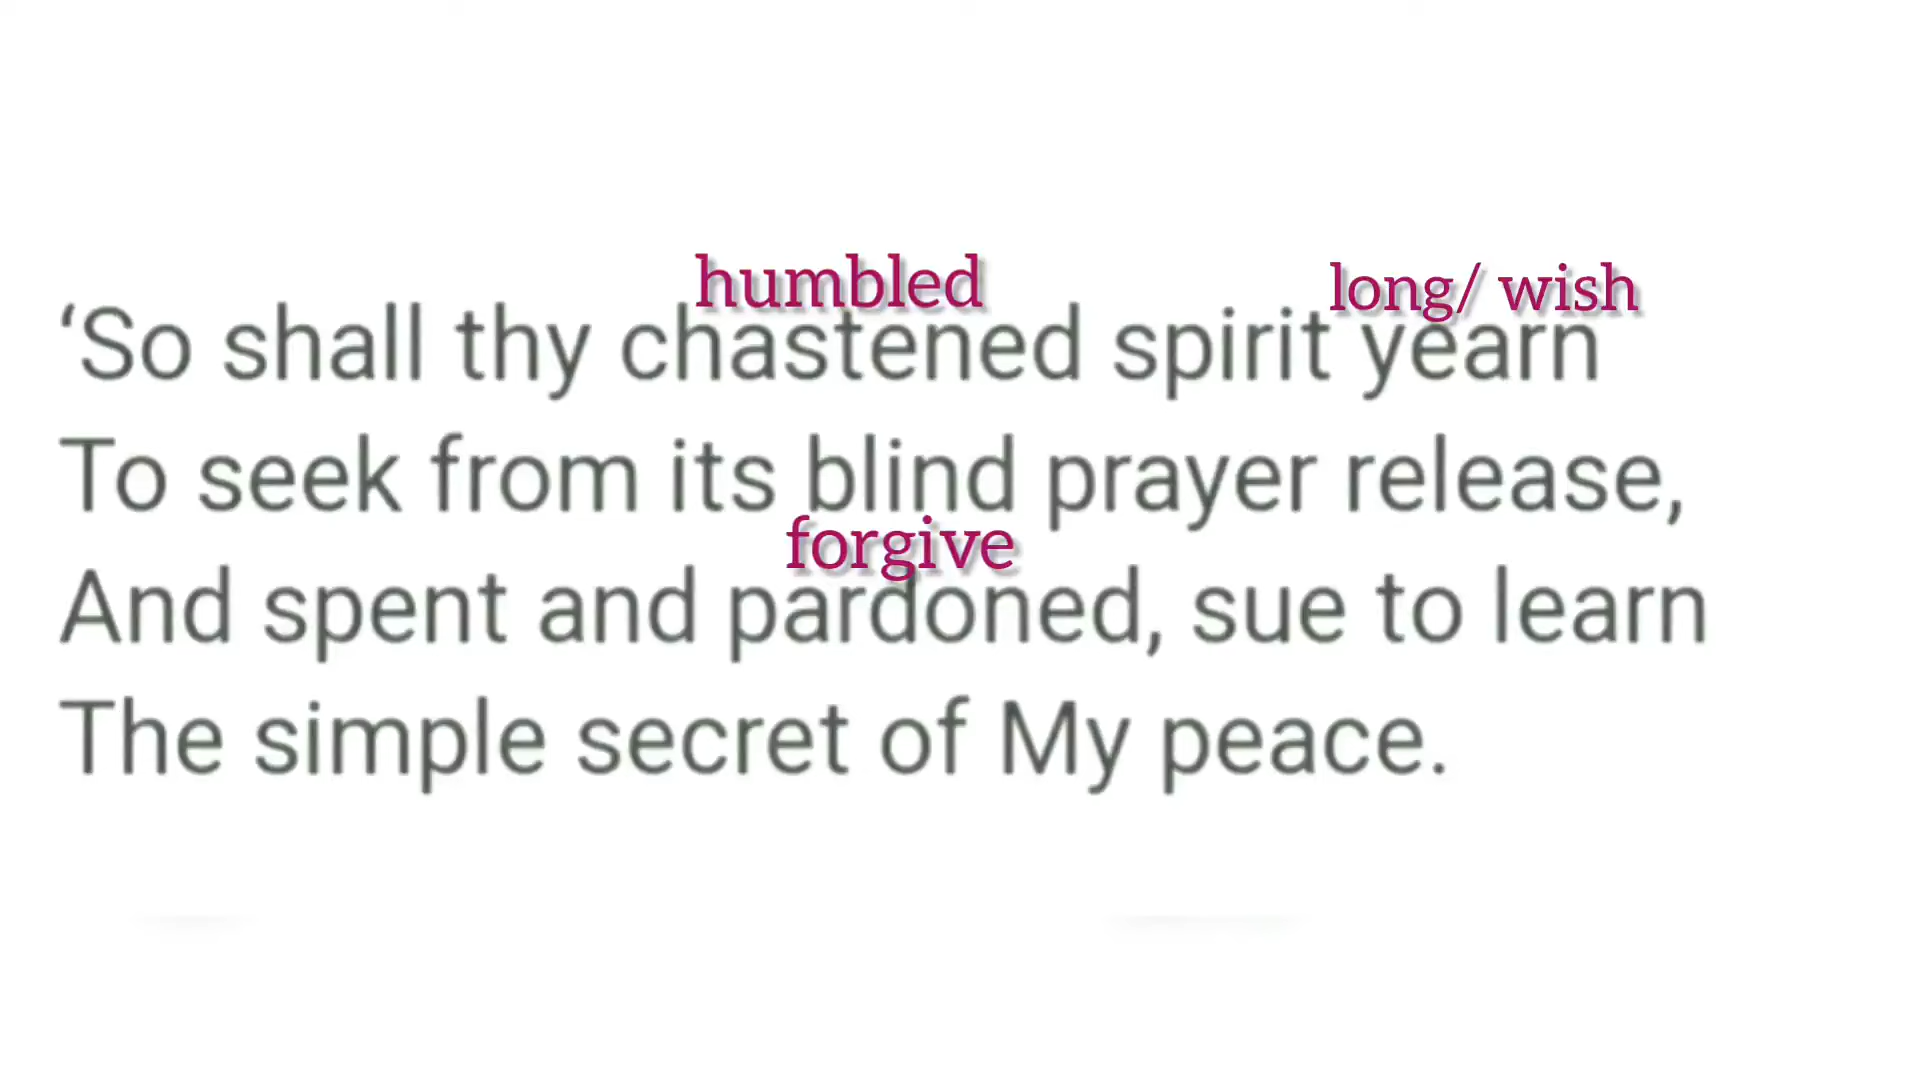 humbled long/ wish
‘So shall thy chastened spirit yearn
To seek from its blind prayer release,
forgive
And spent and pardoned, sue to learn
The simple secret of My peace.